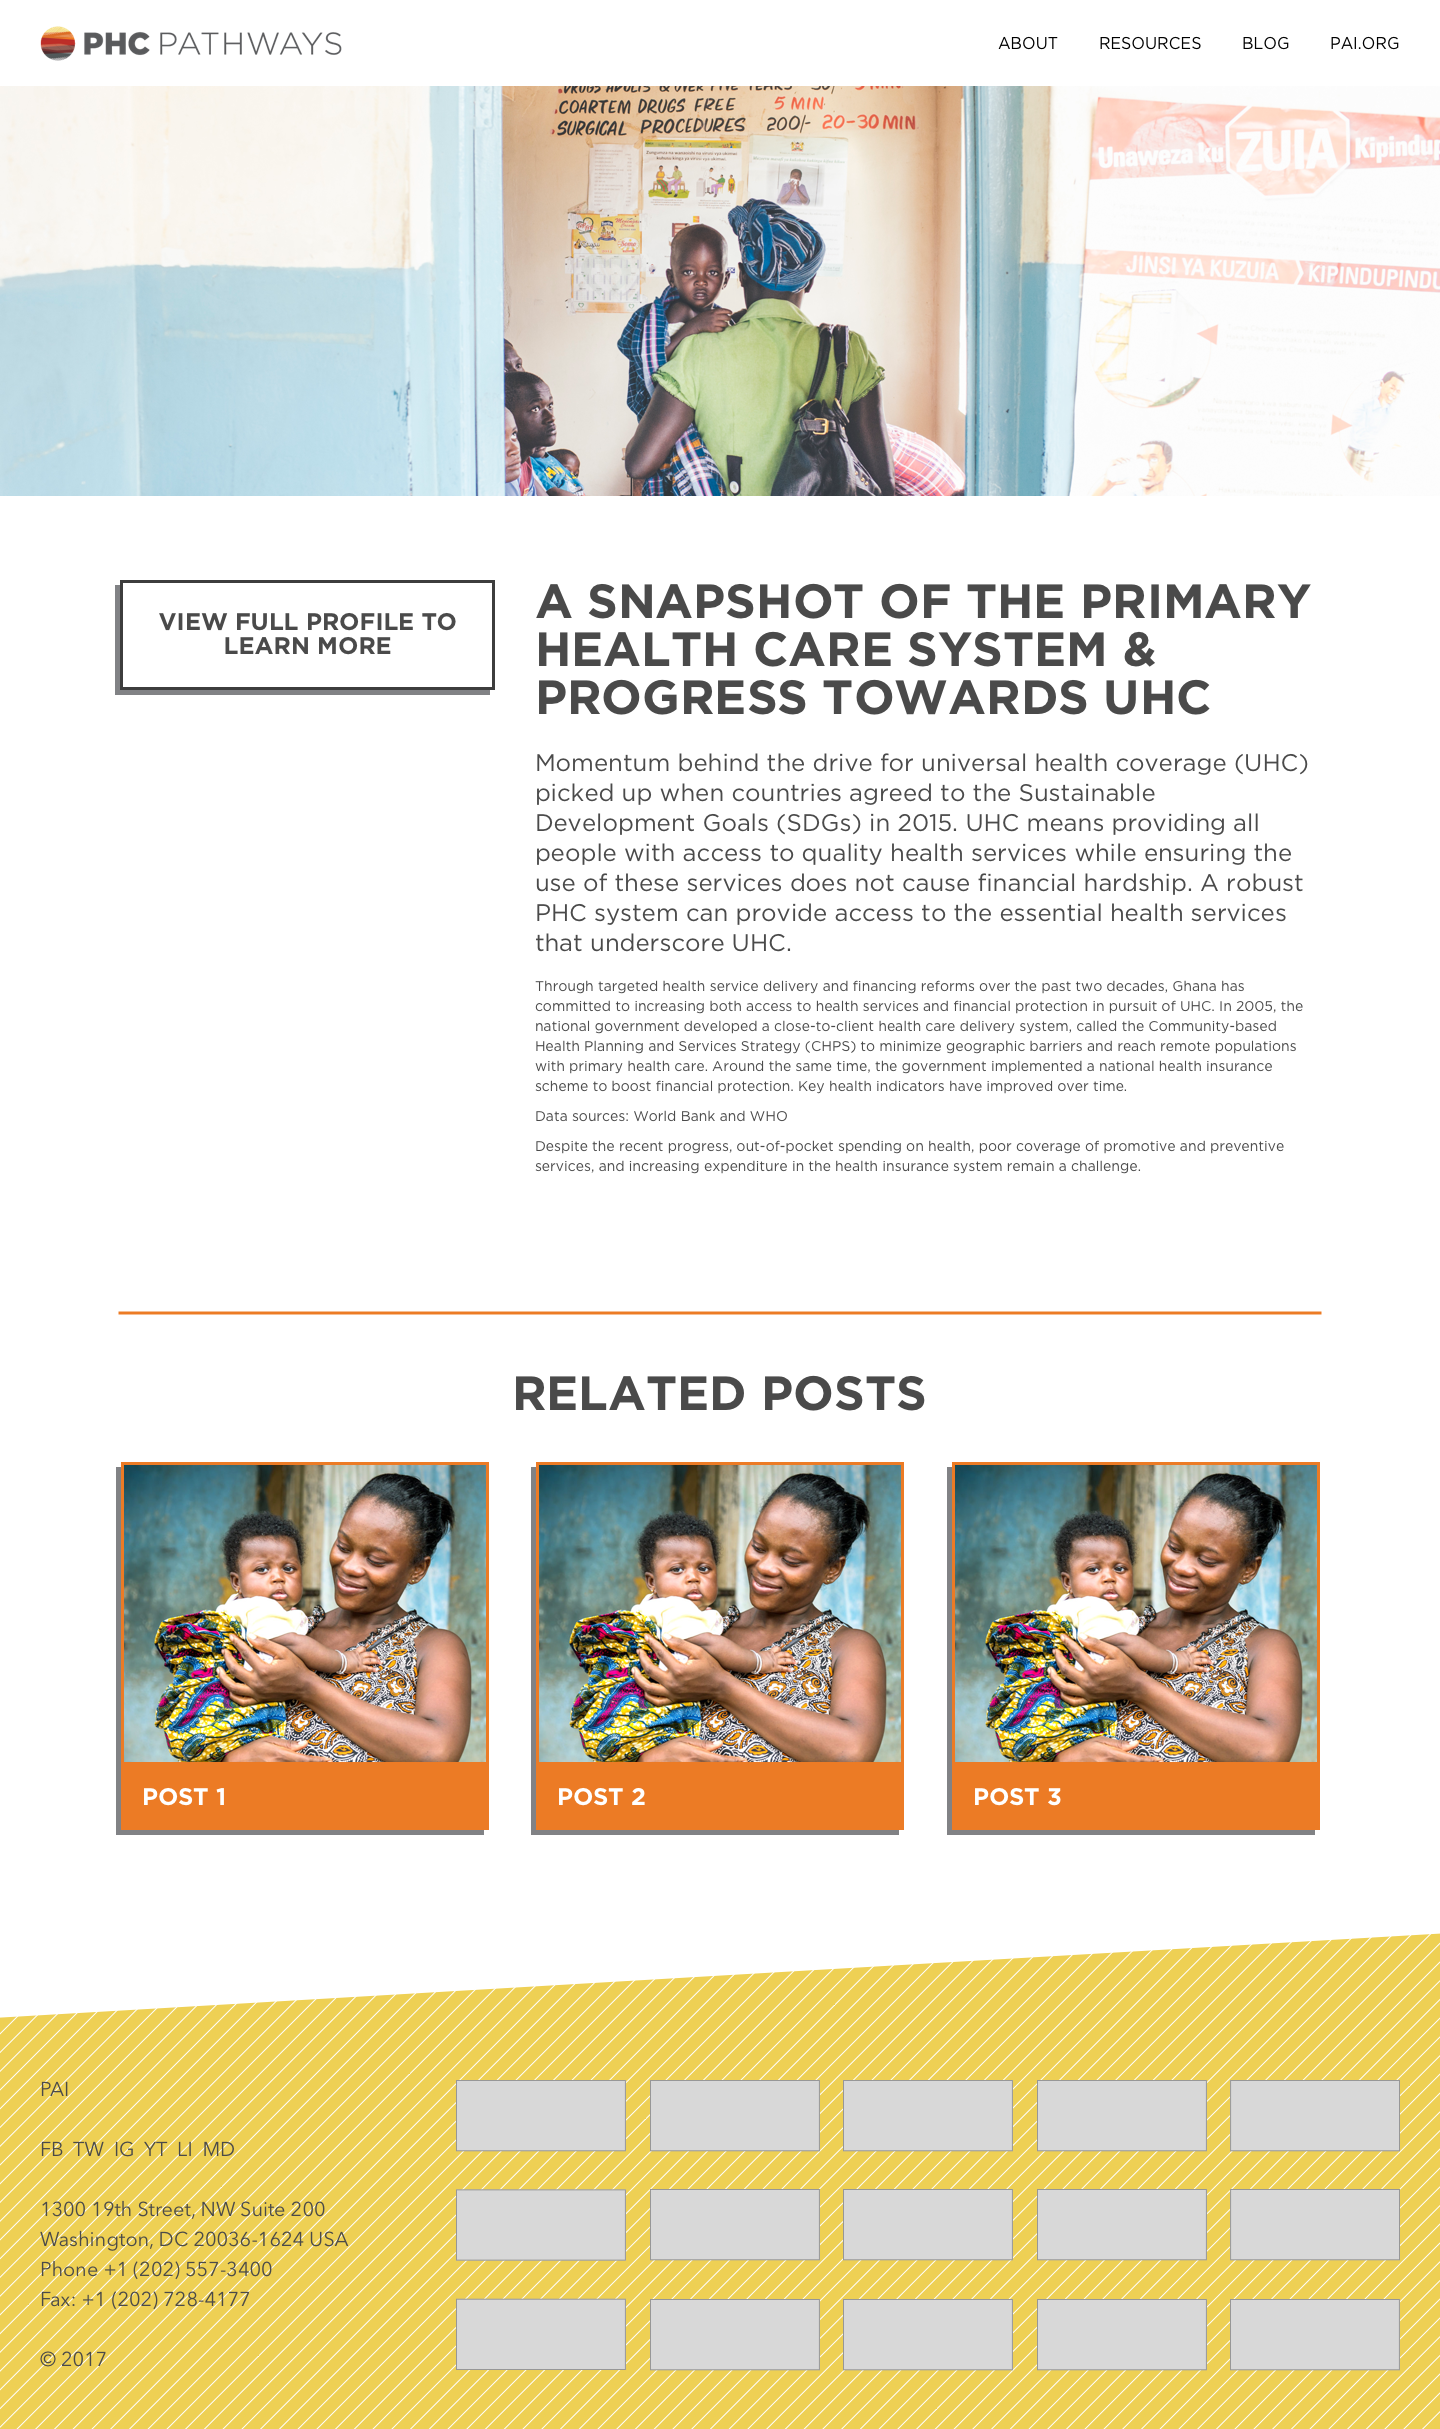 PHC PATHWAYS
ABOUT RESOURCES BLOG PAI.ORG
COARTEM DRUGS FREE 5 MIN
SURGICAL PROCEDURES 200/- 20-30 MIN
Unaweza ku ZUIA Kipindup
JINSI YA KUZUIA KIPINDUPINDU
VIEW FULL PROFILE TO
LEARN MORE
A SNAPSHOT OF THE PRIMARY
HEALTH CARE SYSTEM &
PROGRESS TOWARDS UHC
Momentum behind the drive for universal health coverage (UHC)
picked up when countries agreed to the Sustainable
Development Goals (SDGs) in 2015. UHC means providing all
people with access to quality health services while ensuring the
use of these services does not cause financial hardship. A robust
PHC system can provide access to the essential health services
that underscore UHC.
Through targeted health service delivery and financing reforms over the past two decades, Ghana has
committed to increasing both access to health services and financial protection in pursuit of UHC. In 2005, the
national government developed a close-to-client health care delivery system, called the Community-based
Health Planning and Services Strategy (CHPS) to minimize geographic barriers and reach remote populations
with primary health care. Around the same time, the government implemented a national health insurance
scheme to boost financial protection. Key health indicators have improved over time.
Data sources: World Bank and WHO
Despite the recent progress, out-of-pocket spending on health, poor coverage of promotive and preventive
services, and increasing expenditure in the health insurance system remain a challenge.
RELATED POSTS
POST 1
POST 2
POST 3
PAI
FB TW IG YT LI MD
1300 19th Street, NW Suite 200
Washington, DC 20036-1624 USA
Phone +1 (202) 557-3400
Fax: +1 (202) 728-4177
© 2017